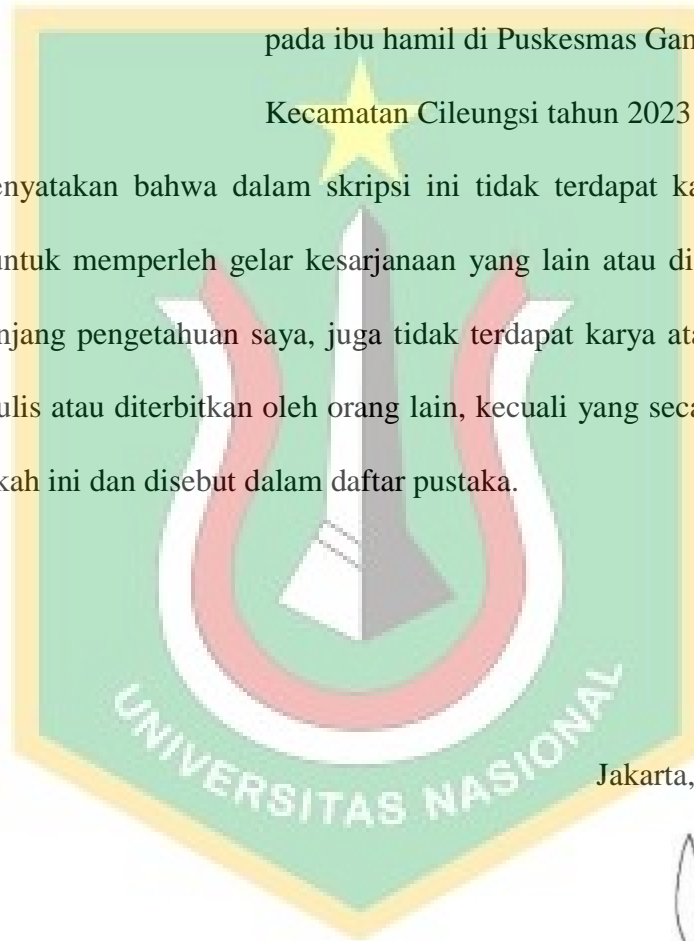 pada ibu hamil di Puskesmas Gan
Kecamatan Cileungsi tahun 2023
enyatakan bahwa dalam skripsi ini tidak terdapat ka
untuk memperleh gelar kesarjanaan yang lain atau di
njang pengetahuan saya, juga tidak terdapat karya ata
ulis atau diterbitkan oleh orang lain, kecuali yang seca
kah ini dan disebut dalam daftar pustaka.
UNIVERSITAS NASIONAL
Jakarta,